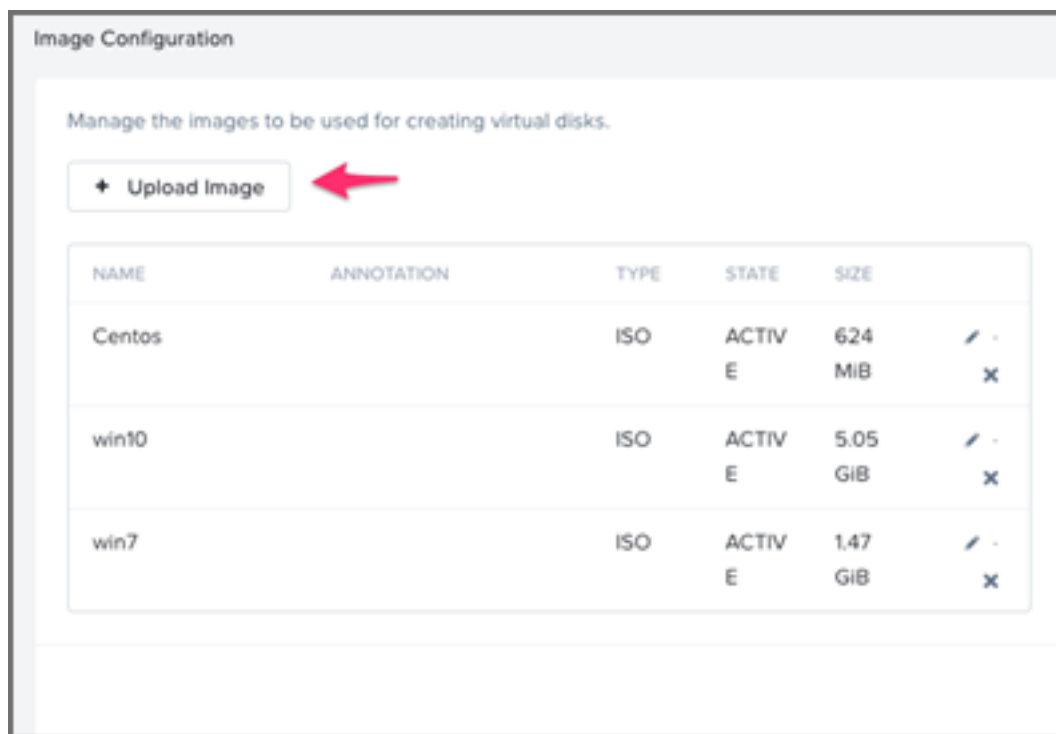 Image Configuration
Manage the images to be used for creating virtual disks.
+ Upload Image
NAME ANNOTATION TYPE STATE SIZE
Centos ISO ACTIV 624
E MiB
win10 ISO ACTIV 5.05
E GiB
win7 ISO ACTIV 1.47
E GiB